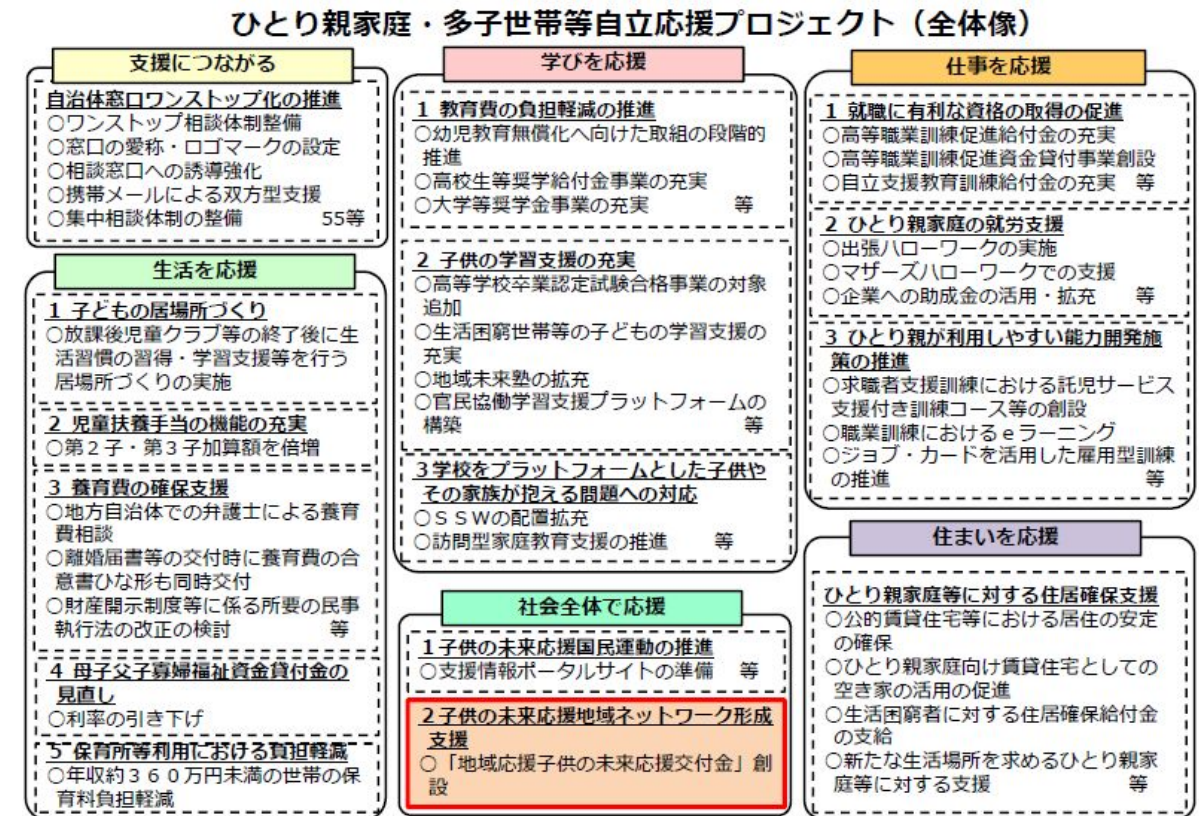 ひとり親家庭・多子世帯等自立応援プロジェクト（全体像）
支援につながる
自治体窓口ワンストップ化の推進
○ワンストップ相談体制整備
○窓口の愛称・ロゴマークの設定
○相談窓口への誘導強化
○携帯メールによる双方型支援
○集中相談体制の整備　55等
生活を応援
1 子どもの居場所づくり
○放課後児童クラブ等の終了後に生
活習慣の習得・学習支援等を行う
居場所づくりの実施
2 児童扶養手当の機能の充実
○第２子・第３子加算額を倍増
3 養育費の確保支援
○地方自治体での弁護士による養育
費相談
○離婚届書等の交付時に養育費の合
意書ひな形も同時交付
○財産開示制度等に係る所要の民事
執行法の改正の検討　等
4 母子父子寡婦福祉資金貸付金の
見直し
○利率の引き下げ
5 保育所等利用における負担軽減
○年収約３６０万円未満の世帯の保
育料負担軽減
学びを応援
1 教育費の負担軽減の推進
○幼児教育無償化へ向けた取組の段階的
推進
○高校生等奨学給付金事業の充実
○大学等奨学金事業の充実　等
2 子供の学習支援の充実
○高等学校卒業認定試験合格事業の対象
追加
○生活困窮世帯等の子どもの学習支援の
充実
○地域未来塾の拡充
○官民協働学習支援プラットフォームの
構築　等
3学校をプラットフォームとした子供や
その家族が抱える問題への対応
○ＳＳＷの配置拡充
○訪問型家庭教育支援の推進　等
社会全体で応援
1子供の未来応援国民運動の推進
○支援情報ポータルサイトの準備　等
2子供の未来応援地域ネットワーク形成
支援
○「地域応援子供の未来応援交付金」創
設
仕事を応援
1 就職に有利な資格の取得の促進
○高等職業訓練促進給付金の充実
○高等職業訓練促進資金貸付事業創設
○自立支援教育訓練給付金の充実　等
2 ひとり親家庭の就労支援
○出張ハローワークの実施
○マザーズハローワークでの支援
○企業への助成金の活用・拡充　等
3 ひとり親が利用しやすい能力開発施
策の推進
○求職者支援訓練における託児サービス
支援付き訓練コース等の創設
○職業訓練におけるｅラーニング
○ジョブ・カードを活用した雇用型訓練
の推進　等
住まいを応援
ひとり親家庭等に対する住居確保支援
○公的賃貸住宅等における居住の安定
の確保
○ひとり親家庭向け賃貸住宅としての
空き家の活用の促進
○生活困窮者に対する住居確保給付金
の支給
○新たな生活場所を求めるひとり親家
庭等に対する支援　等